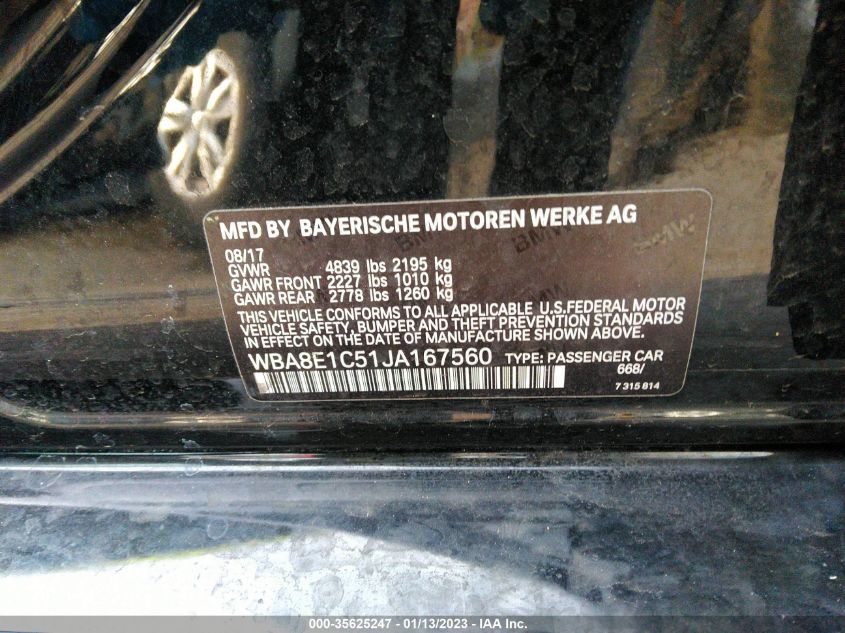 MFD BY BAYERISCHE MOTOREN WERKE AG
08/17
GVWR 4839 lbs 2195 kg
GAWR FRONT 2227 lbs 1010 kg
GAWR REAR 2778 lbs 1260 kg
THIS VEHICLE CONFORMS TO ALL APPLICABLE U.S.FEDERAL MOTOR
VEHICLE SAFETY, BUMPER AND THEFT PREVENTION STANDARDS
IN EFFECT ON THE DATE OF MANUFACTURE SHOWN ABOVE.
WBA8E1C51JA167560 TYPE: PASSENGER CAR
668/
7 315 814
000-35625247 - 01/13/2023 - IAA Inc.